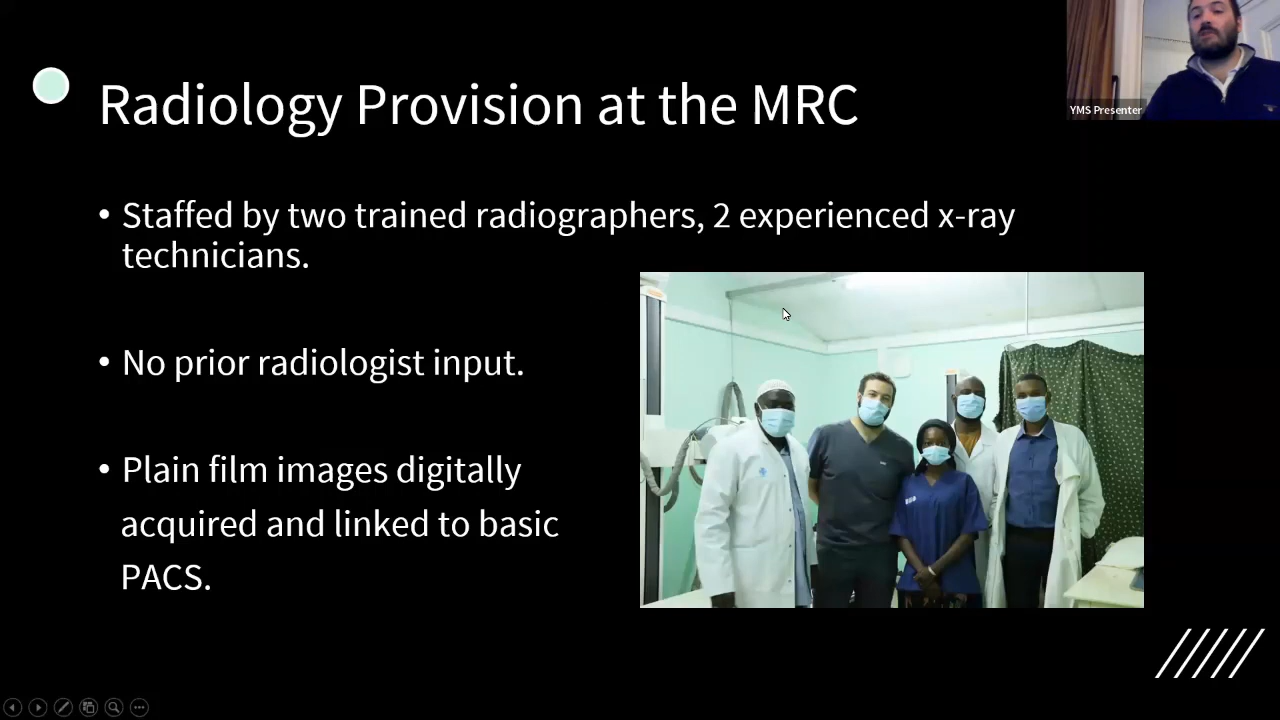 Radiology Provision at the MRC
YMS Presenter
• Staffed by two trained radiographers, 2 experienced x-ray
technicians.
• No prior radiologist input.
• Plain film images digitally
acquired and linked to basic
PACS.